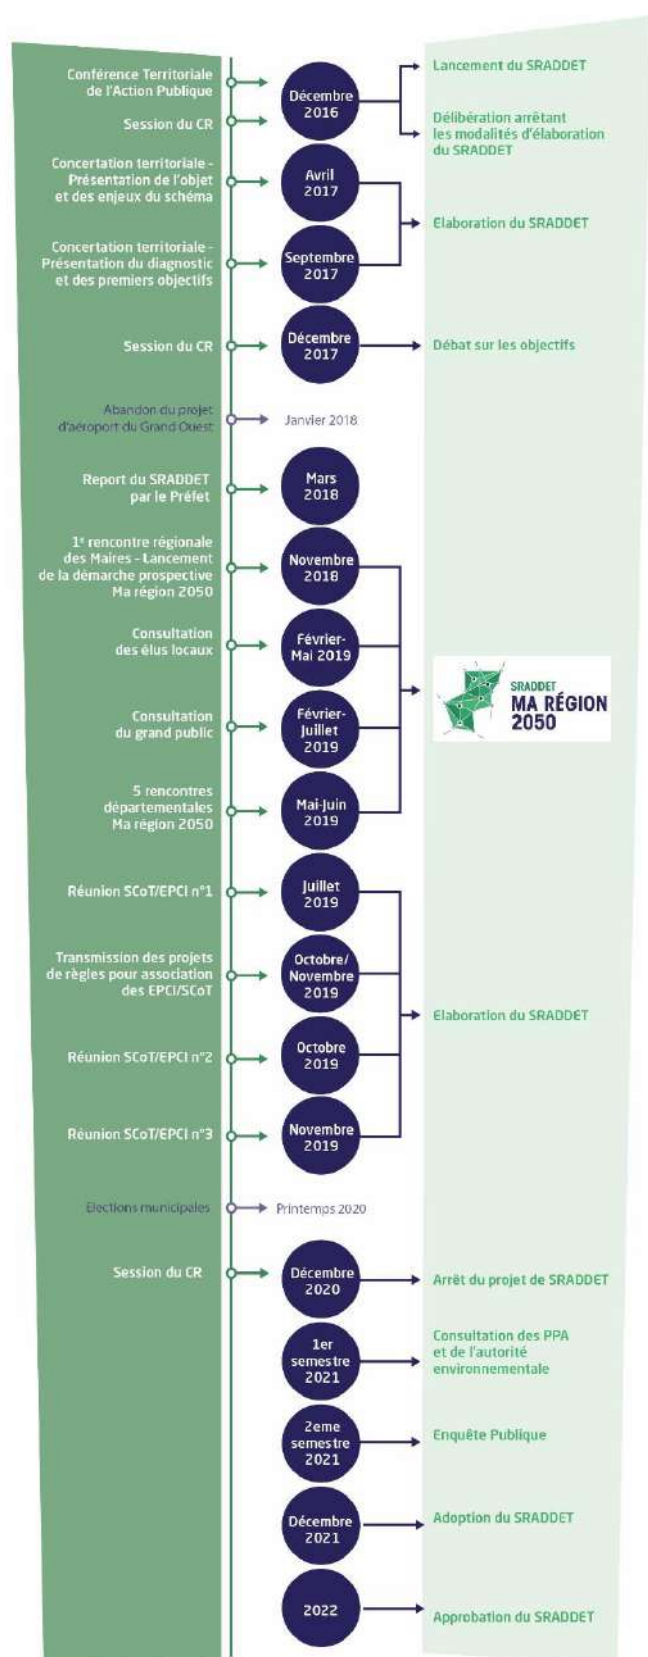 Conférence Territoriale
de l'Action Publique
Session du CR
Décembre
2016
Lancement du SRADDET
Délibération arrêtant
les modalités d'élaboration
du SRADDET
Concertation territoriale -
Présentation de l'objet
et des enjeux du schéma
Avril
2017
Elaboration du SRADDET
Concertation territoriale -
Présentation du diagnostic
et des premiers objectifs
Septembre
2017
Session du CR
Décembre
2017
Débat sur les objectifs
Abandon du projet
d'aéroport du Grand Ouest
Janvier 2018
Report du SRADDET
par le Préfet
Mars
2018
1e rencontre régionale
des Maires - Lancement
de la démarche prospective
Ma région 2050
Novembre
2018
Consultation
des élus locaux
Février-
Mai 2019
SRADDET
MA RÉGION
2050
Consultation
du grand public
Février-
Juillet
2019
5 rencontres
départementales
Ma région 2050
Mai-Juin
2019
Réunion SCoT/EPCI n°1
Juillet
2019
Transmission des projets
de règles pour association
des EPCI/SCoT
Octobre/
Novembre
2019
Elaboration du SRADDET
Réunion SCoT/EPCI n°2
Octobre
2019
Réunion SCoT/EPCI n°3
Novembre
2019
Elections municipales
Printemps 2020
Session du CR
Décembre
2020
Arrêt du projet de SRADDET
1er
semestre
2021
Consultation des PPA
et de l'autorité
environnementale
2eme
semestre
2021
Enquête Publique
Décembre
2021
Adoption du SRADDET
2022
Approbation du SRADDET